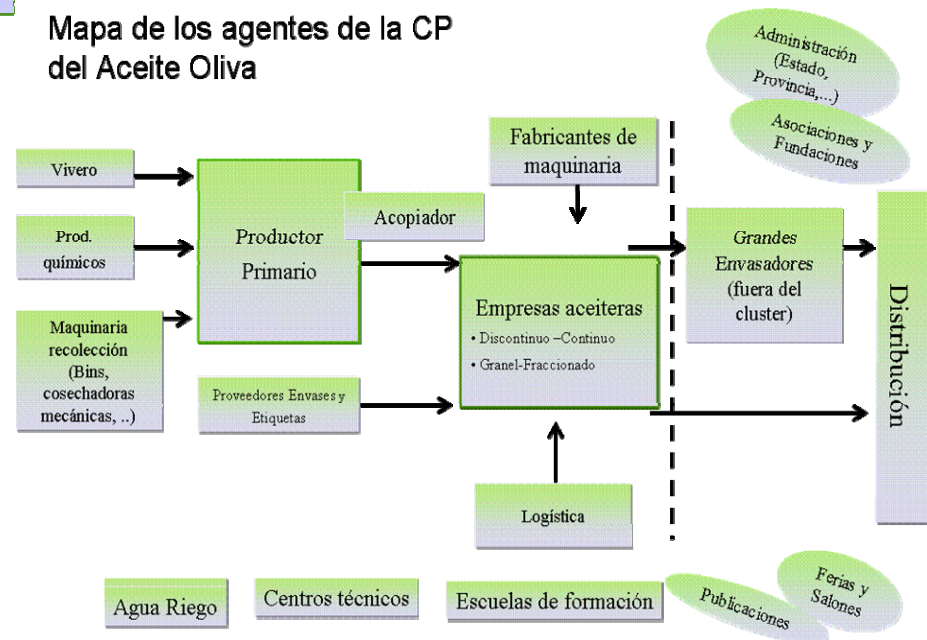 Mapa de los agentes de la CP
del Aceite Oliva
Administración
(Estado,
Provincia,...)
Asociaciones y
Fundaciones
Fabricantes de
maquinaria
Vivero
Acopiador
Prod.
químicos
Productor
Primario
Grandes
Envasadores
(fuera del
cluster)
Distribución
Empresas aceiteras
• Discontinuo –Continuo
• Granel-Fraccionado
Maquinaria
recolección
(Bins,
cosechadoras
mecánicas, ..)
Proveedores Envases y
Etiquetas
Logística
Agua Riego
Centros técnicos
Escuelas de formación
Publicaciones
Ferias y
Salones